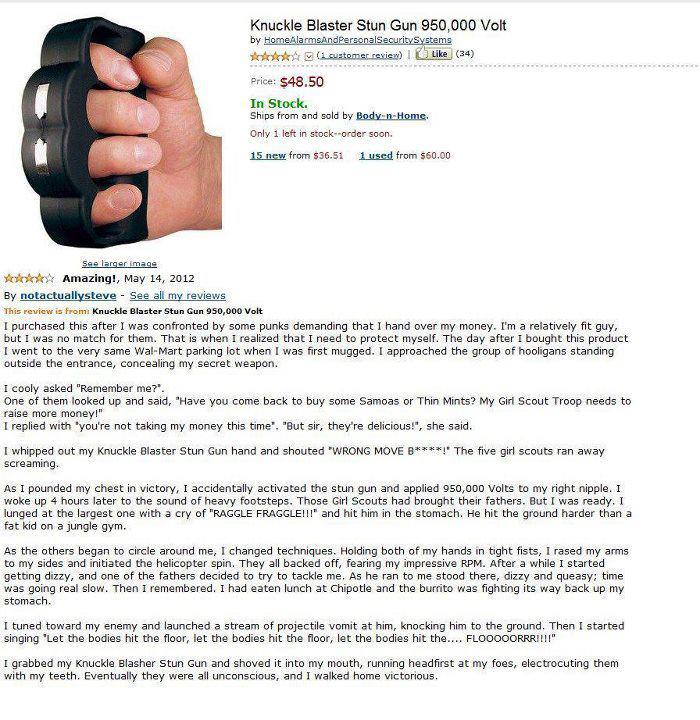 Knuckle Blaster Stun Gun 950,000 Volt
by HomeAlarmsAndPersonalSecuritySystems
(1 customer review) | Like (34)
Price: $48.50
In Stock.
Ships from and sold by Body-n-Home.
Only 1 left in stock--order soon.
15 new from $36.51 1 used from $60.00
See larger image
Amazing!, May 14, 2012
By notactuallysteve - See all my reviews
This review is from: Knuckle Blaster Stun Gun 950,000 Volt
I purchased this after I was confronted by some punks demanding that I hand over my money. I'm a relatively fit guy,
but I was no match for them. That is when I realized that I need to protect myself. The day after I bought this product
I went to the very same Wal-Mart parking lot when I was first mugged. I approached the group of hooligans standing
outside the entrance, concealing my secret weapon.
I cooly asked "Remember me?".
One of them looked up and said, "Have you come back to buy some Samoas or Thin Mints? My Girl Scout Troop needs to
raise more money!"
I replied with "you're not taking my money this time". "But sir, they're delicious!", she said.
I whipped out my Knuckle Blaster Stun Gun hand and shouted "WRONG MOVE B****!" The five girl scouts ran away
screaming.
As I pounded my chest in victory, I accidentally activated the stun gun and applied 950,000 Volts to my right nipple. I
woke up 4 hours later to the sound of heavy footsteps. Those Girl Scouts had brought their fathers. But I was ready. I
lunged at the largest one with a cry of "RAGGLE FRAGGLE!!!" and hit him in the stomach. He hit the ground harder than a
fat kid on a jungle gym.
As the others began to circle around me, I changed techniques. Holding both of my hands in tight fists, I rased my arms
to my sides and initiated the helicopter spin. They all backed off, fearing my impressive RPM. After a while I started
getting dizzy, and one of the fathers decided to try to tackle me. As he ran to me stood there, dizzy and queasy; time
was going real slow. Then I remembered. I had eaten lunch at Chipotle and the burrito was fighting its way back up my
stomach.
I tuned toward my enemy and launched a stream of projectile vomit at him, knocking him to the ground. Then I started
singing "Let the bodies hit the floor, let the bodies hit the floor, let the bodies hit the.... FLOOOOORRR!!!!"
I grabbed my Knuckle Blasher Stun Gun and shoved it into my mouth, running headfirst at my foes, electrocuting them
with my teeth. Eventually they were all unconscious, and I walked home victorious.